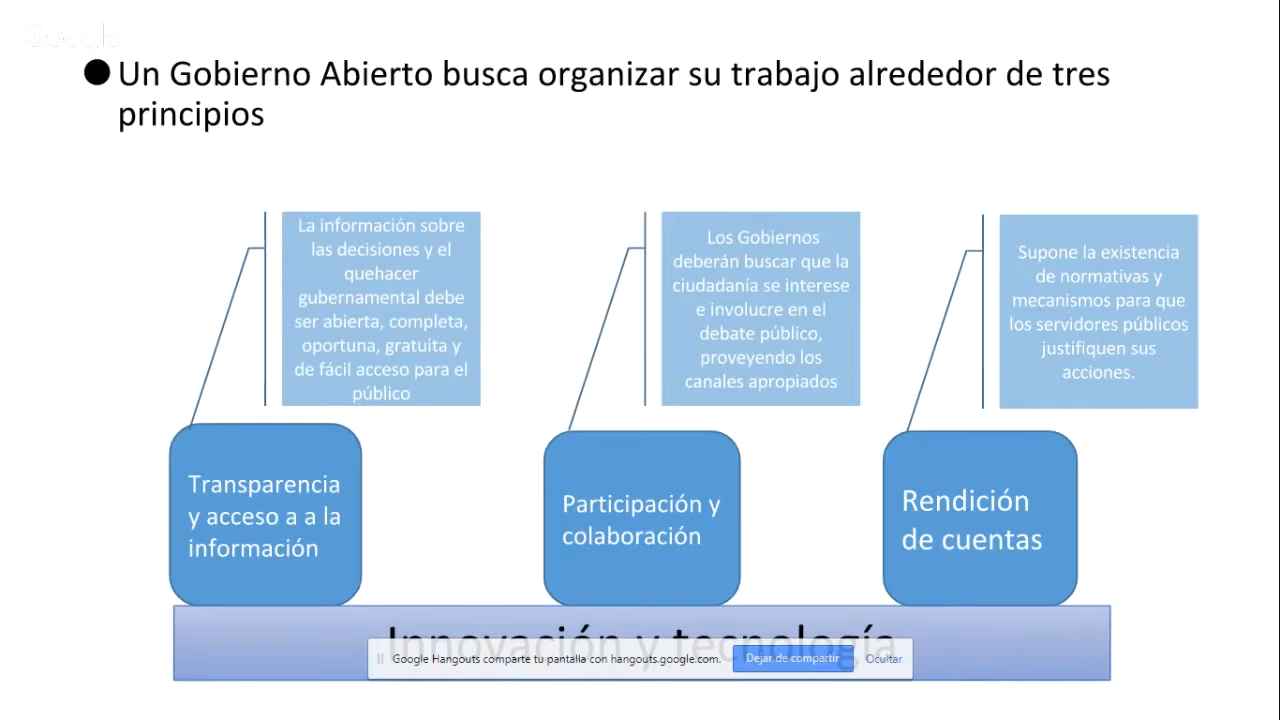 Google
●Un Gobierno Abierto busca organizar su trabajo alrededor de tres
principios
La información sobre
las decisiones y el
quehacer
gubernamental debe
ser abierta, completa,
oportuna, gratuita y
de fácil acceso para el
público
Los Gobiernos
deberán buscar que la
ciudadanía se interese
e involucre en el
debate público,
proveyendo los
canales apropiados
Supone la existencia
de normativas y
mecanismos para que
los servidores públicos
justifiquen sus
acciones.
Transparencia
y acceso a a la
información
Participación y
colaboración
Rendición
de cuentas
Innovación y tecnología
Google Hangouts comparte tu pantalla con hangouts.google.com.
Dejar de compartir
Ocultar